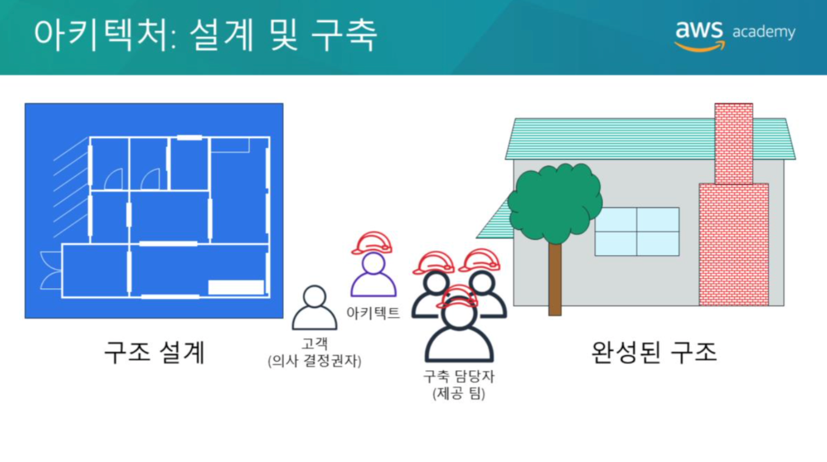 아키텍처: 설계 및 구축
aws academy
아키텍트
고객
(의사 결정권자)
구조 설계
구축 담당자
(제공 팀)
완성된 구조